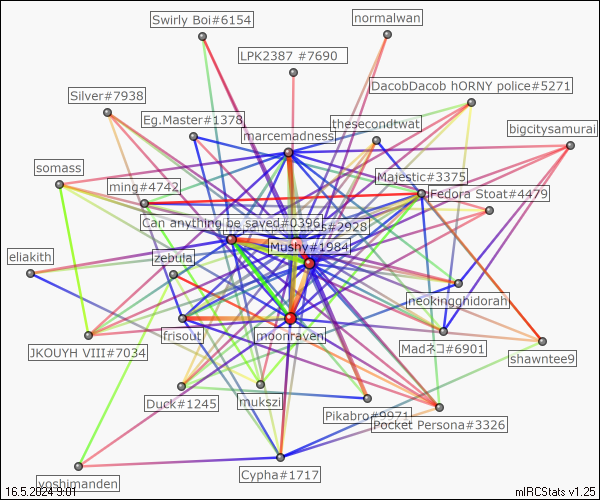 Swirly Boi#6154
normalwan
LPK2387 #7690
DacobDacob hORNY police#5271
Silver#7938
Eg.Master#1378
thesecondtwat
bigcitysamurai
marcemadness
somass
Majestic#3375
ming#4742
Fedora Stoat#4479
Can anything be saved#0396
#2928
Mushy#1984
eliakith
zebula
neokingghidorah
frisout
moonraven
JKOUYH VIII#7034
Madネコ#6901
Shawntee9
Duck#1245
mukszi
Pikabro#9971
Pocket Persona#3326
Cypha#1717
yoshimanden
16.5.2024 9:01
mIRCStats v1.25